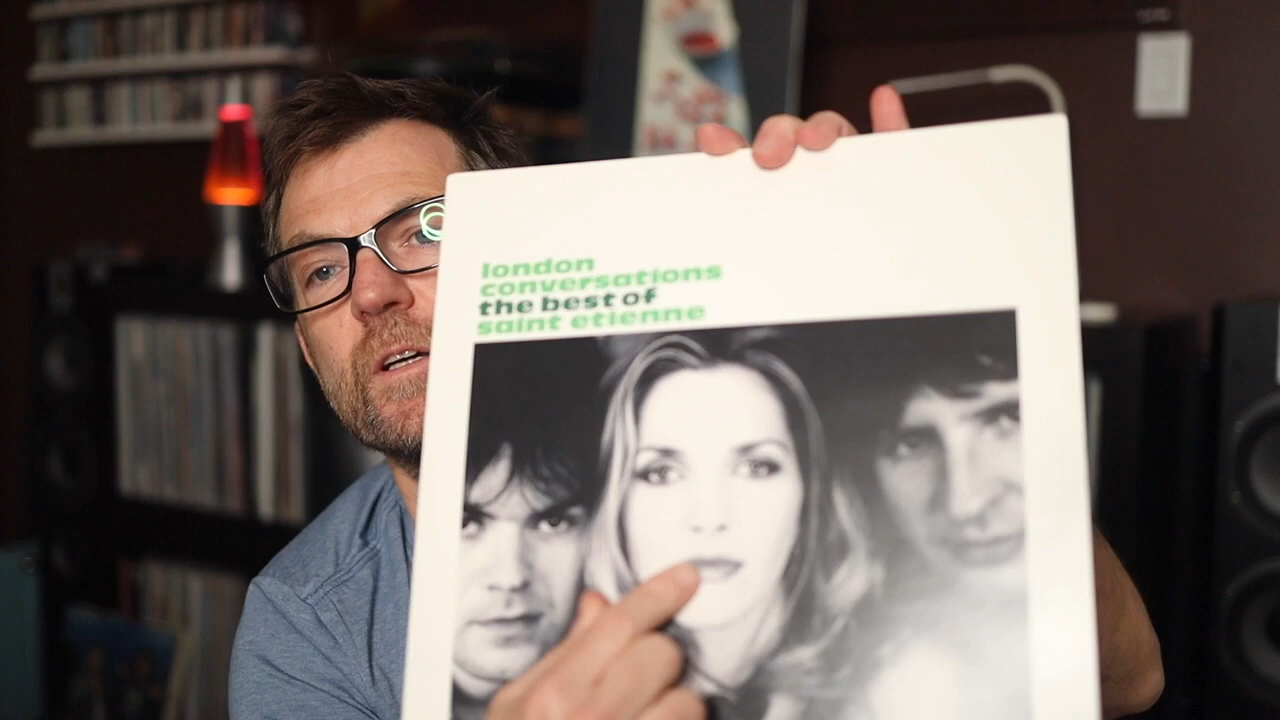 london
conversations
the best of
saint etienne